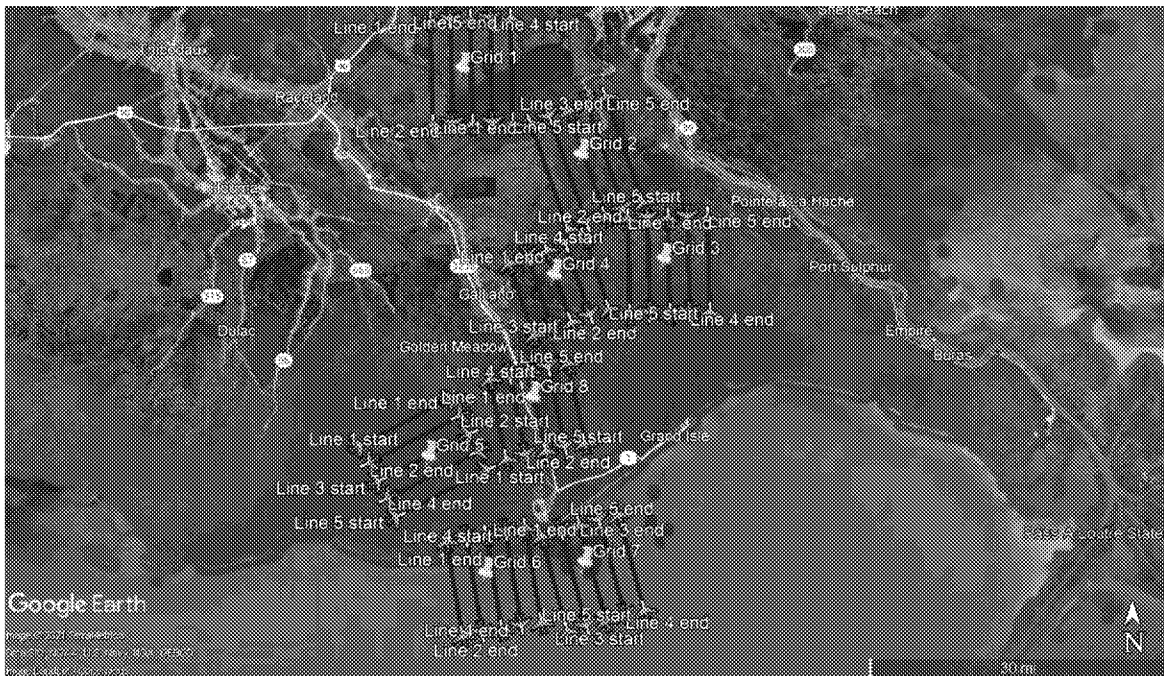 Shell Beach
Line 1 end
Line 5 end
Line 4 start
Grid 1
Raceland
Line 3 end
Line 5 end
Line 2 end
Line 1 end
Line 5 start
Grid 2
Line 5 start
Pointe a La Hache
Line 2 end
Line 1 end
Line 5 end
Line 4 start
Grid 3
Line 1 end
Grid 4
Port Sulphur
Galliano
Line 5 start
Line 4 end
Line 3 start
Line 2 end
Dulac
Empire
Golden Meadow
Line 5 end
Buras
Line 4 start
Grid 8
Line 1 end
Line 1 end
Line 2 start
Line 1 start
Line 5 start
Grand Isle
Grid 5
Line 2 end
Line 2 end
1
Line 1 start
Line 3 start
Line 4 end
Line 5 start
Line 5 end
Line 4 start
Line 1 end
Line 3 end
Line 1 end
Grid 6
Grid 7
Google Earth
Line 5 start
Line 4 end
Line 4 end
Line 3 start
Line 2 end
N
30 mi